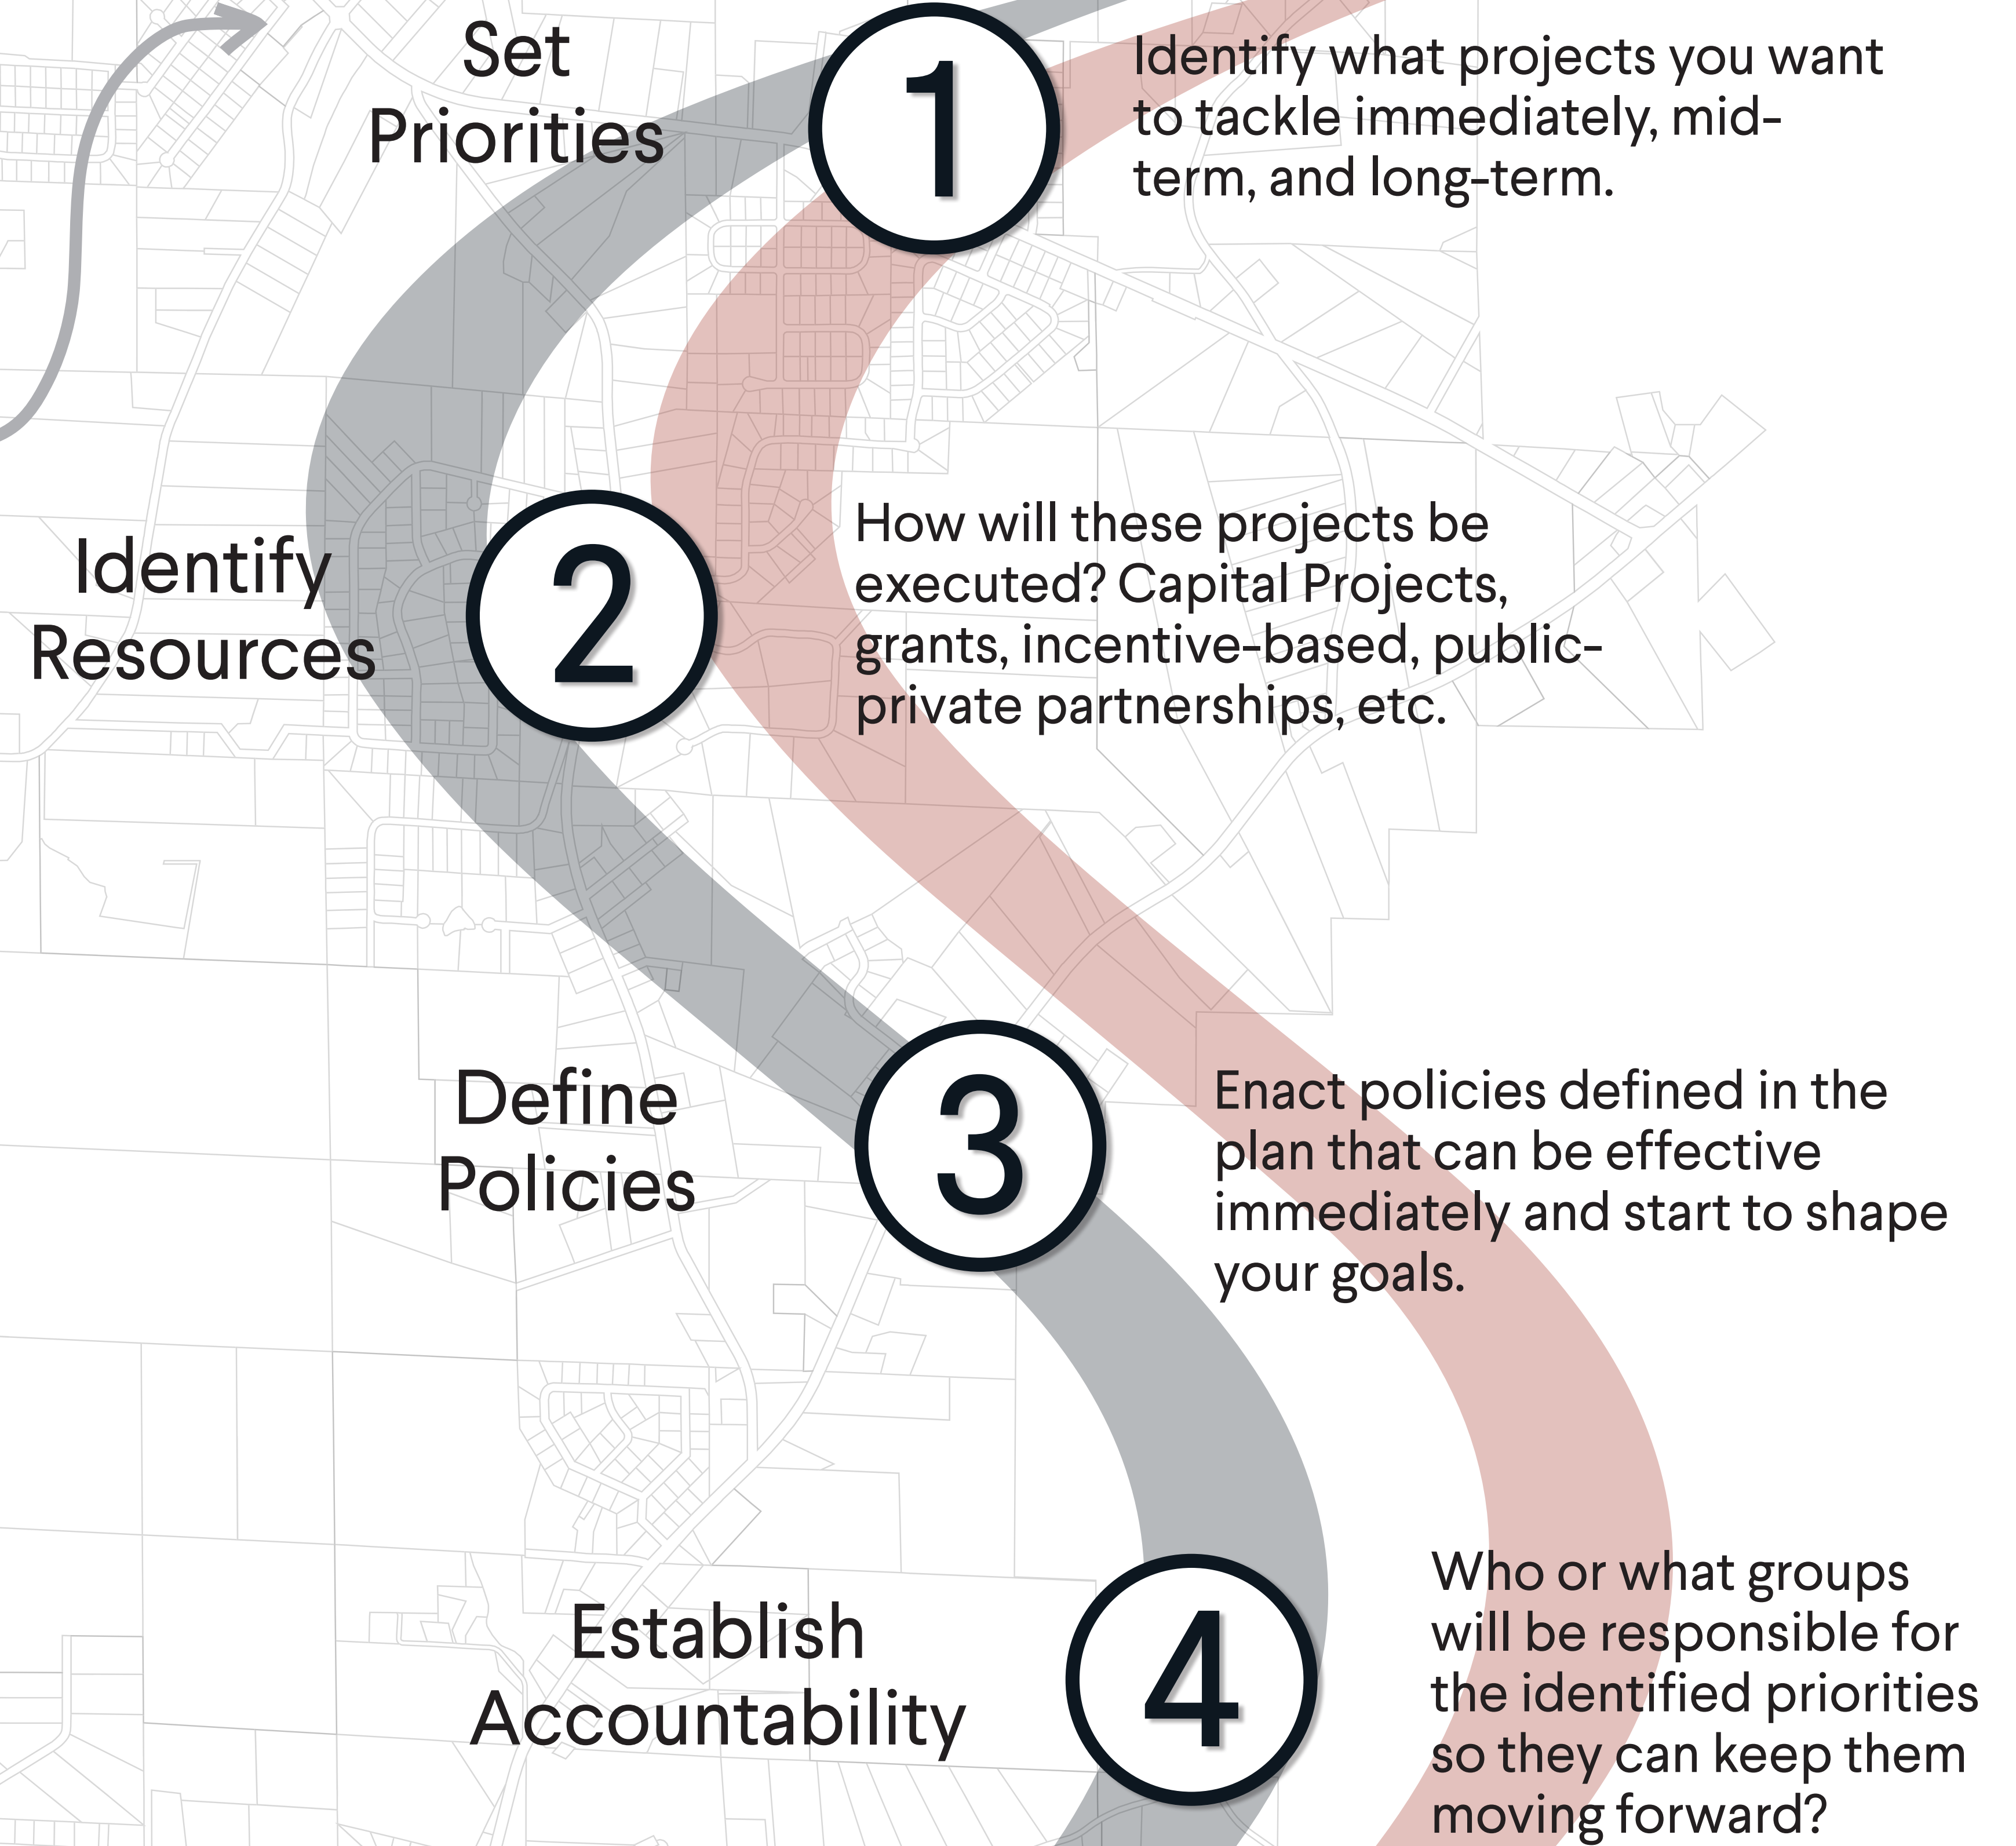 Set
Priorities
1
Identify what projects you want
to tackle immediately, mid-
term, and long-term.
Identify
Resources
2
How will these projects be
executed? Capital Projects,
grants, incentive-based, public-
private partnerships, etc.
Define
Policies
3
Enact policies defined in the
plan that can be effective
immediately and start to shape
your goals.
Establish
Accountability
4
Who or what groups
will be responsible for
the identified priorities
so they can keep them
moving forward?